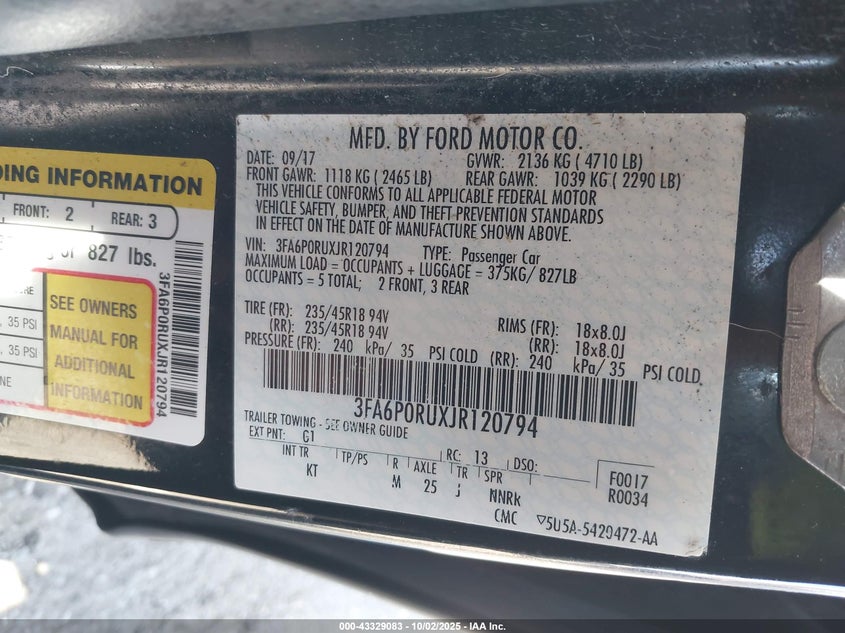 DING INFORMATION
FRONT: 2
REAR: 3
of 827 lbs.
35 PSI
35 PSI
SEE OWNERS
MANUAL FOR
ADDITIONAL
INFORMATION
3FA6P0RUXJR120794
MFD. BY FORD MOTOR CO.
DATE: 09/17 GVWR: 2136 KG ( 4710 LB)
FRONT GAWR: 1118 KG ( 2465 LB) REAR GAWR: 1039 KG ( 2290 LB)
THIS VEHICLE CONFORMS TO ALL APPLICABLE FEDERAL MOTOR
VEHICLE SAFETY, BUMPER, AND THEFT PREVENTION STANDARDS
IN EFFECT ON THE DATE OF MANUFACTURE SHOWN ABOVE.
VIN: 3FA6P0RUXJR120794 TYPE: Passenger Car
MAXIMUM LOAD = OCCUPANTS + LUGGAGE = 375KG/ 827LB
OCCUPANTS = 5 TOTAL; 2 FRONT, 3 REAR
TIRE (FR): 235/45R18 94V RIMS (FR): 18x8.0J
(RR): 235/45R18 94V (RR): 18x8.0J
PRESSURE (FR): 240 kPa/ 35 PSI COLD (RR): 240 kPa/ 35 PSI COLD
3FA6P0RUXJR120794
TRAILER TOWING - SEE OWNER GUIDE
EXT PNT: G1 RC: 13 DSO:
INT TR TP/PS R AXLE TR SPR
KT M 25 J NNRk
CMC
F0017
R0034
▽5U5A-5420472-AA
000-43329083 - 10/02/2025 - IAA Inc.